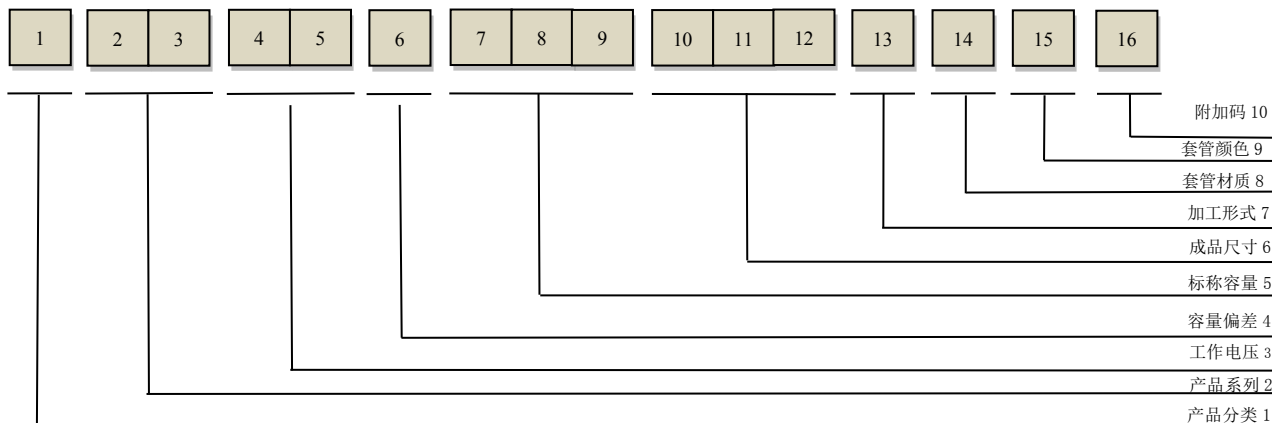 1 2 3 4 5 6 7 8 9 10 11 12 13 14 15 16
附加码 10
套管颜色 9
套管材质 8
加工形式 7
成品尺寸 6
标称容量 5
容量偏差 4
工作电压 3
产品系列 2
产品分类 1